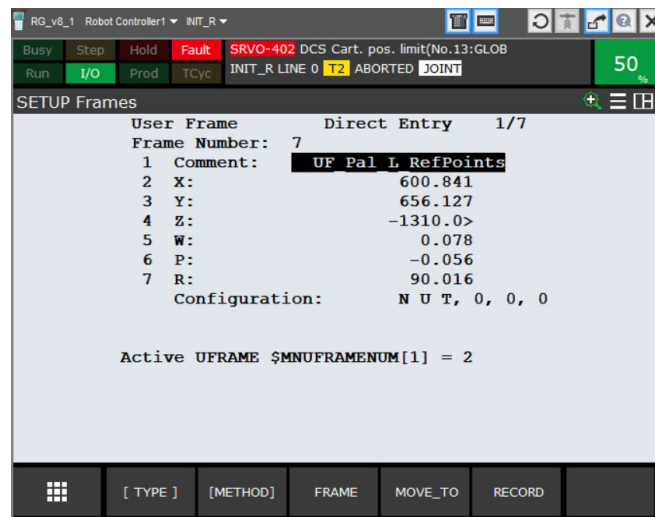 RG_v8_1 Robot Controller1 INIT_R
Busy Step Hold Fault SRVO-402 DCS Cart. pos. limit(No.13:GLOB
Run I/O Prod TCyc INIT_R LINE 0 T2 ABORTED JOINT
50 %
SETUP Frames
User Frame Direct Entry 1/7
Frame Number: 7
1 Comment: UF_Pal_L_RefPoints
2 X: 600.841
3 Y: 656.127
4 Z: -1310.0>
5 W: 0.078
6 P: -0.056
7 R: 90.016
Configuration: N U T, 0, 0, 0
Active UFRAME $MNUFRAMENUM[1] = 2
[ TYPE ] [METHOD] FRAME MOVE_TO RECORD